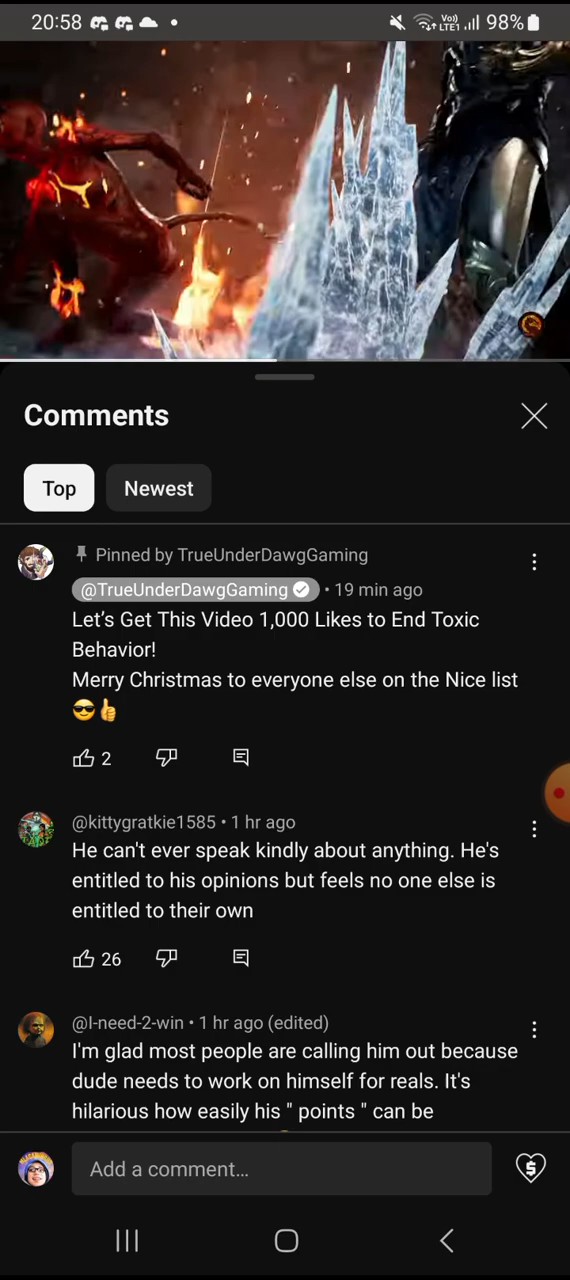 20:58
Vo))
LTE1
98%
Comments
Top
Newest
Pinned by TrueUnderDawgGaming
@TrueUnderDawgGaming • 19 min ago
Let's Get This Video 1,000 Likes to End Toxic
Behavior!
Merry Christmas to everyone else on the Nice list
😎👍
2
@kittygratkie1585 • 1 hr ago
He can't ever speak kindly about anything. He's
entitled to his opinions but feels no one else is
entitled to their own
26
@I-need-2-win • 1 hr ago (edited)
I'm glad most people are calling him out because
dude needs to work on himself for reals. It's
hilarious how easily his " points " can be
Add a comment...